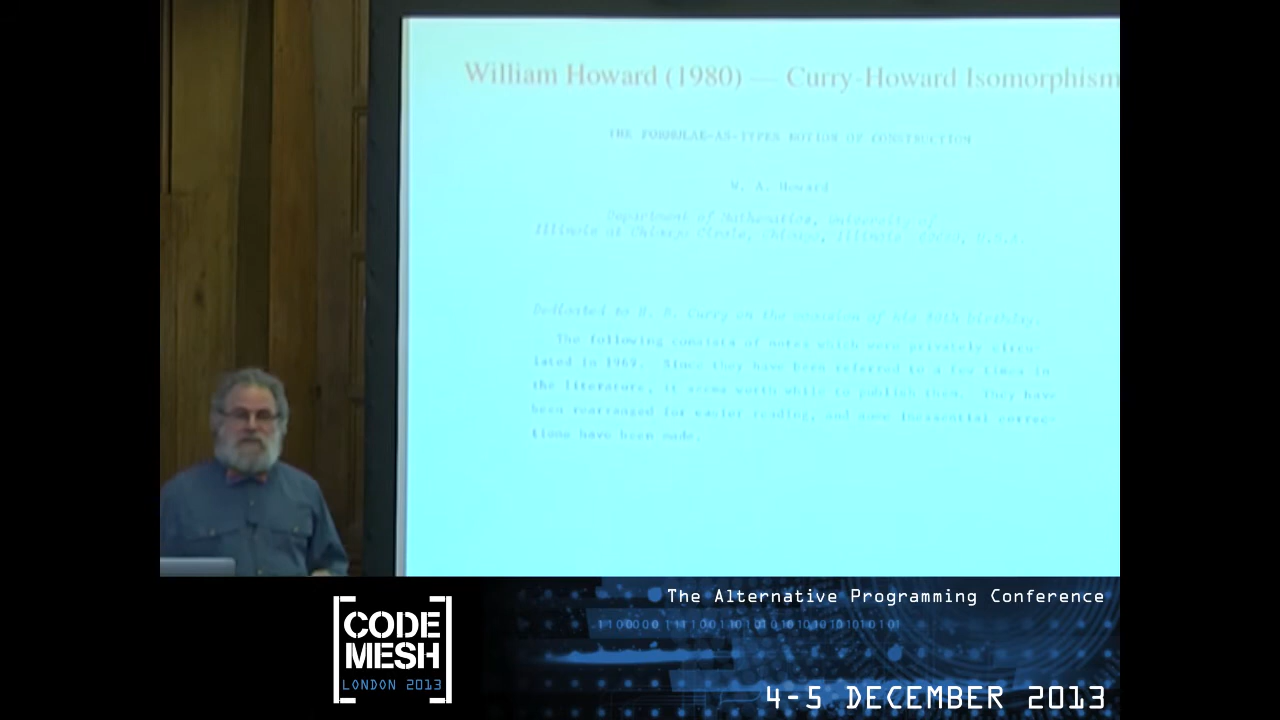 William Howard (1980) — Curry-Howard Isomorphism
THE FORMULAE-AS-TYPES NOTION OF CONSTRUCTION
W. A. Howard
Department of Mathematics, University of
Illinois at Chicago Circle, Chicago, Illinois 60680, U.S.A.
Dedicated to H. B. Curry on the occasion of his 80th birthday.
The following consists of notes which were privately circu-
lated in 1969. Since they have been referred to a few times in
the literature, it seems worth while to publish them. They have
been rearranged for easier reading, and some inessential correc-
tions have been made.
The Alternative Programming Conference
CODE
MESH
LONDON 2013
4-5 DECEMBER 2013